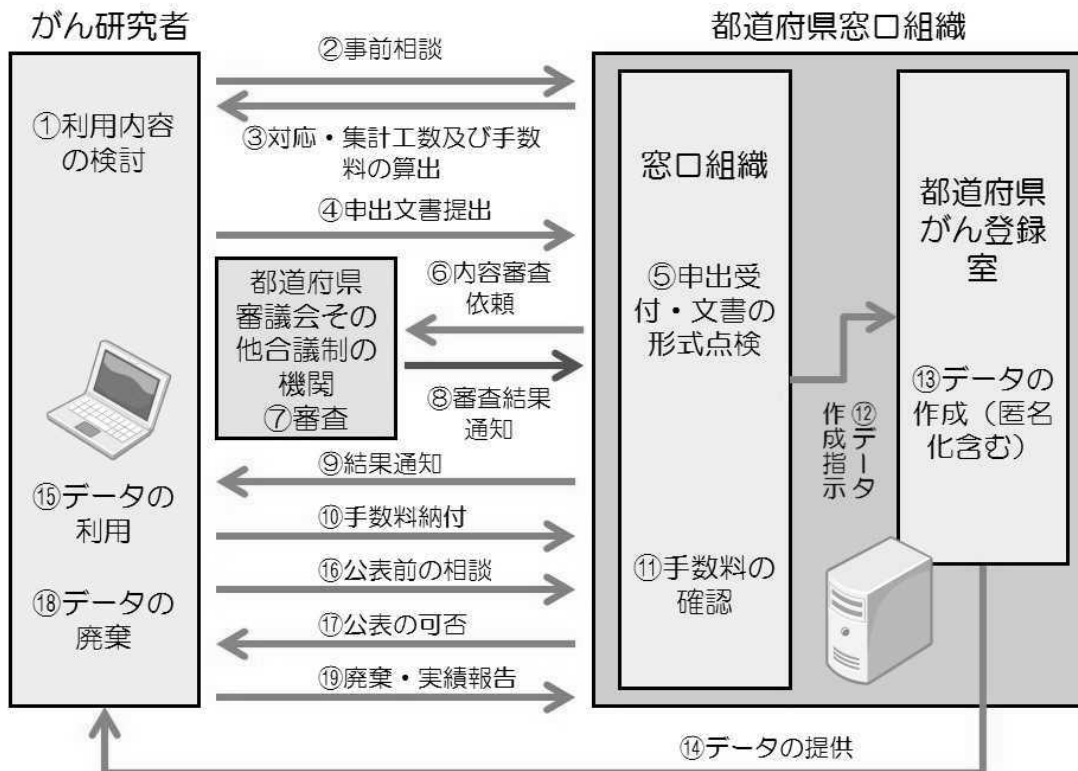 がん研究者
都道府県窓口組織
①利用内容
の検討
②事前相談
③対応・集計工数及び手数
料の算出
④申出文書提出
窓口組織
⑤申出受
付・文書の
形式点検
都道府県
がん登録
室
⑥内容審査
依頼
都道府県
審議会その
他合議制の
機関
⑦審査
⑧審査結果
通知
⑨結果通知
⑩手数料納付
⑪手数料の
確認
⑫データ
作成指示
⑬データの
作成（匿名
化含む）
⑭データの提供
⑮データの
利用
⑯公表前の相談
⑰公表の可否
⑱データの
廃棄
⑲廃棄・実績報告